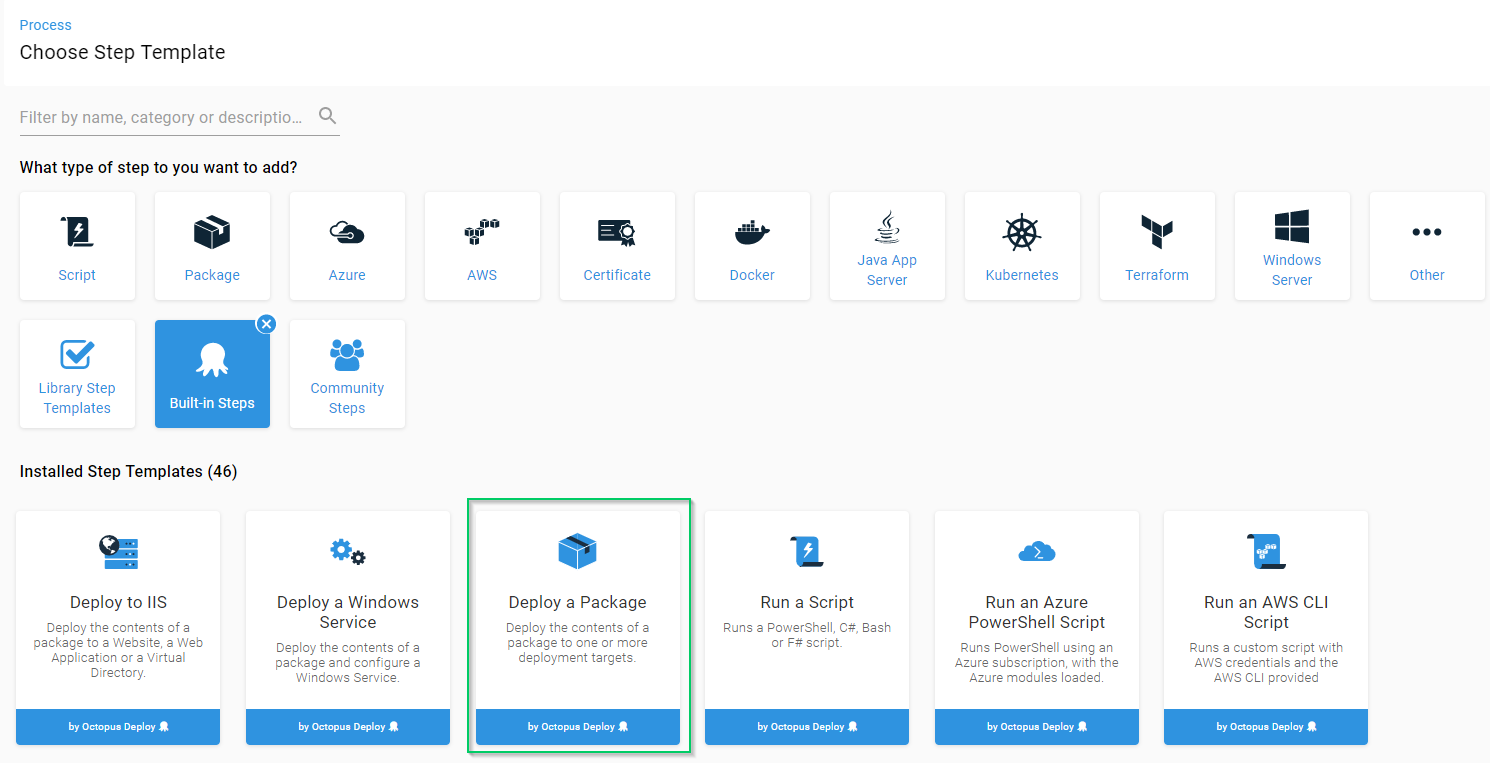 Process
Choose Step Template
Filter by name, category or descriptio...
What type of step to you want to add?
Script
Package
Azure
AWS
Certificate
Docker
Java App
Server
Kubernetes
Terraform
Windows
Server
Other
Library Step
Templates
Built-in Steps
Community
Steps
Installed Step Templates (46)
Deploy to IIS
Deploy the contents of a
package to a Website, a Web
Application or a Virtual
Directory.
by Octopus Deploy
Deploy a Windows
Service
Deploy the contents of a
package and configure a
Windows Service.
by Octopus Deploy
Deploy a Package
Deploy the contents of a
package to one or more
deployment targets.
by Octopus Deploy
Run a Script
Runs a PowerShell, C#, Bash
or F# script.
by Octopus Deploy
Run an Azure
PowerShell Script
Runs PowerShell using an
Azure subscription, with the
Azure modules loaded.
by Octopus Deploy
Run an AWS CLI
Script
Runs a custom script with
AWS credentials and the
AWS CLI provided
by Octopus Deploy